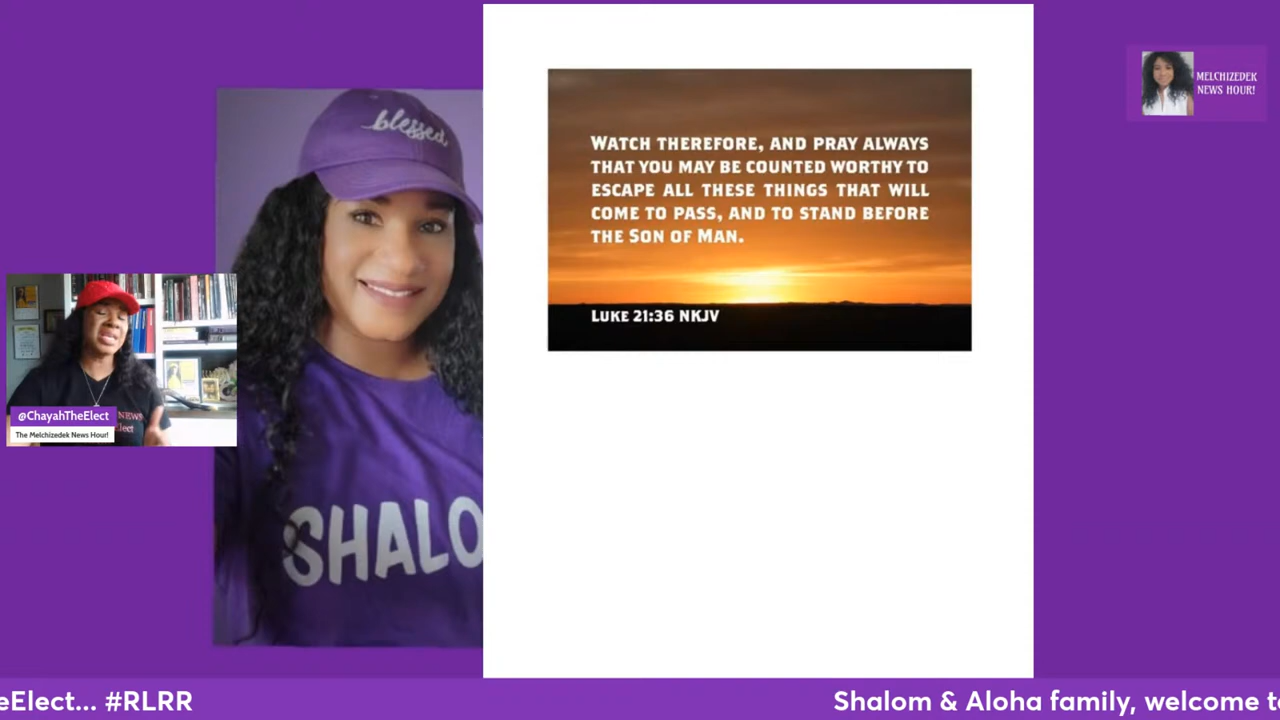 blessed
SHALO
MELCHIZEDEK
NEWS HOUR!
WATCH THEREFORE, AND PRAY ALWAYS
THAT YOU MAY BE COUNTED WORTHY TO
ESCAPE ALL THESE THINGS THAT WILL
COME TO PASS, AND TO STAND BEFORE
THE SON OF MAN.
LUKE 21:36 NKJV
@ChayahTheElect
The Melchizedek News Hour!
eElect... #RLRR
Shalom & Aloha family, welcome to